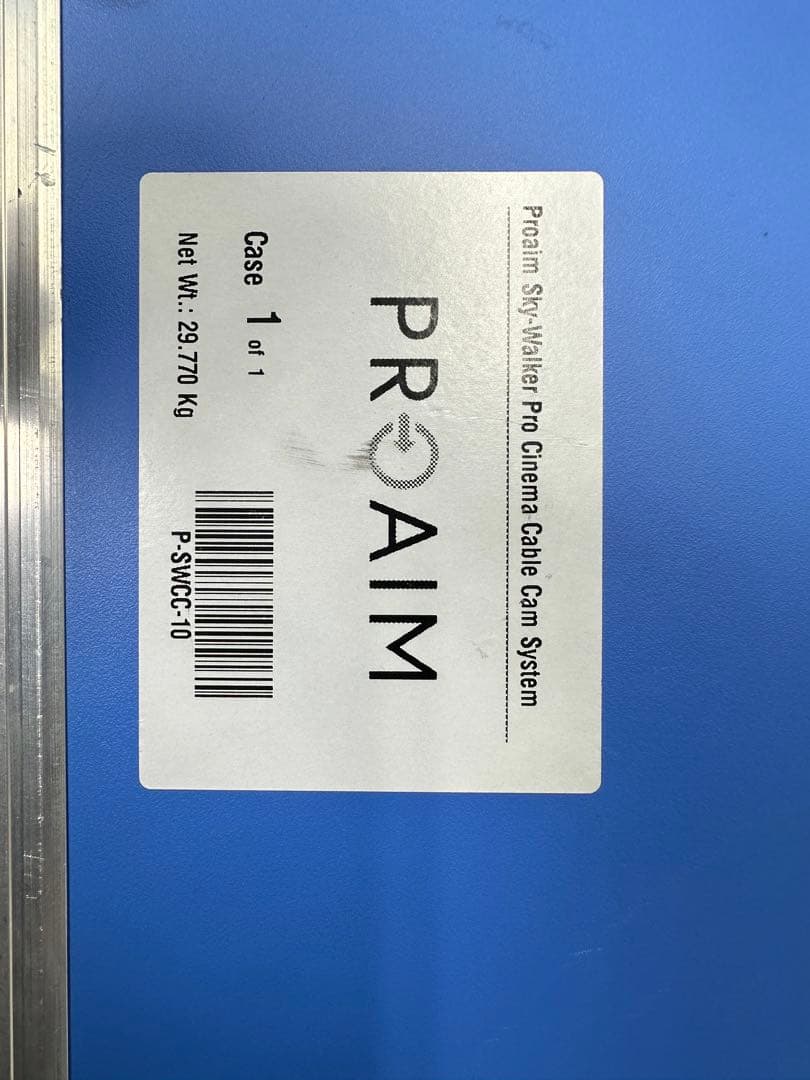 Proaim Sky-Walker Pro Cinema Cable Cam System
PROAIM
Case 1 of 1
Net Wt.: 29.770 Kg
P-SWCC-10